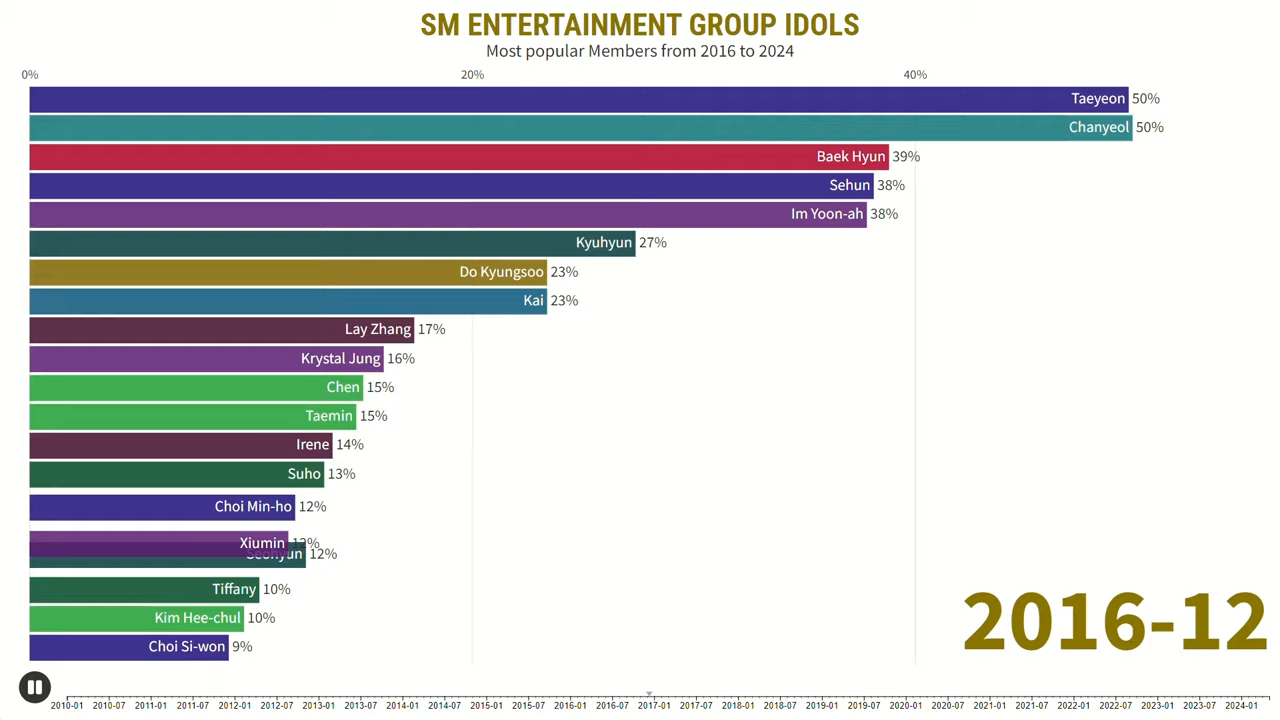 SM ENTERTAINMENT GROUP IDOLS
Most popular Members from 2016 to 2024
0% 20% 40%
Taeyeon 50%
Chanyeol 50%
Baek Hyun 39%
Sehun 38%
Im Yoon-ah 38%
Kyuhyun 27%
Do Kyungsoo 23%
Kai 23%
Lay Zhang 17%
Krystal Jung 16%
Chen 15%
Taemin 15%
Irene 14%
Suho 13%
Choi Min-ho 12%
Xiumin 12%
Seohyun 12%
Tiffany 10%
Kim Hee-chul 10%
Choi Si-won 9%
2016-12
2010-01 2010-07 2011-01 2011-07 2012-01 2012-07 2013-01 2013-07 2014-01 2014-07 2015-01 2015-07 2016-01 2016-07 2017-01 2017-07 2018-01 2018-07 2019-01 2019-07 2020-01 2020-07 2021-01 2021-07 2022-01 2022-07 2023-01 2023-07 2024-01